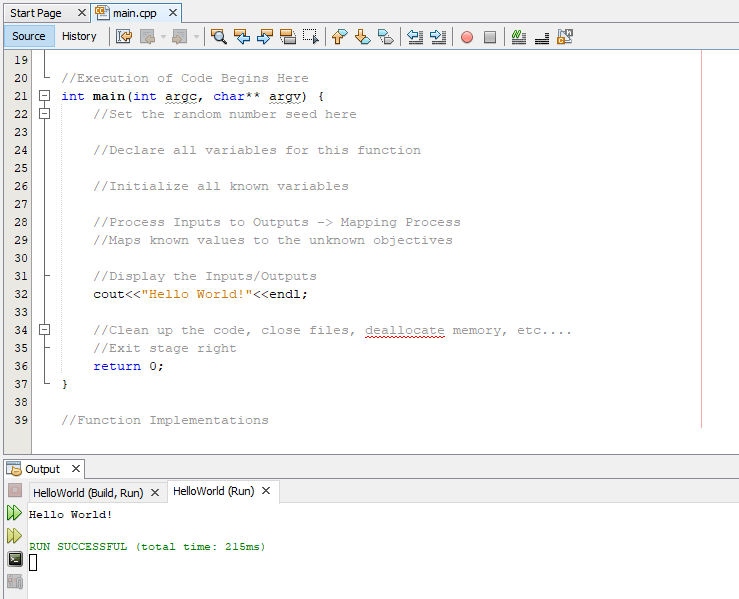 Start Page main.cpp
Source History
19
20 //Execution of Code Begins Here
21 int main(int argc, char** argv) {
22 //Set the random number seed here
23
24 //Declare all variables for this function
25
26 //Initialize all known variables
27
28 //Process Inputs to Outputs -> Mapping Process
29 //Maps known values to the unknown objectives
30
31 //Display the Inputs/Outputs
32 cout<<"Hello World!"<<endl;
33
34 //Clean up the code, close files, deallocate memory, etc....
35 //Exit stage right
36 return 0;
37 }
38
39 //Function Implementations
Output
HelloWorld (Build, Run) HelloWorld (Run)
Hello World!
RUN SUCCESSFUL (total time: 215ms)